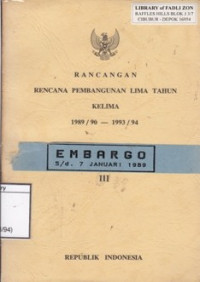 LIBRARY of FADLI ZON
RAFFLES HILLS BLOK I 3/7
CIBUBUR - DEPOK 16954
RANCANGAN
RENCANA PEMBANGUNAN LIMA TAHUN
KELIMA
1989/90 — 1993/94
EMBARGO
S/d. 7 JANUARI 1989
III
REPUBLIK INDONESIA
/94)